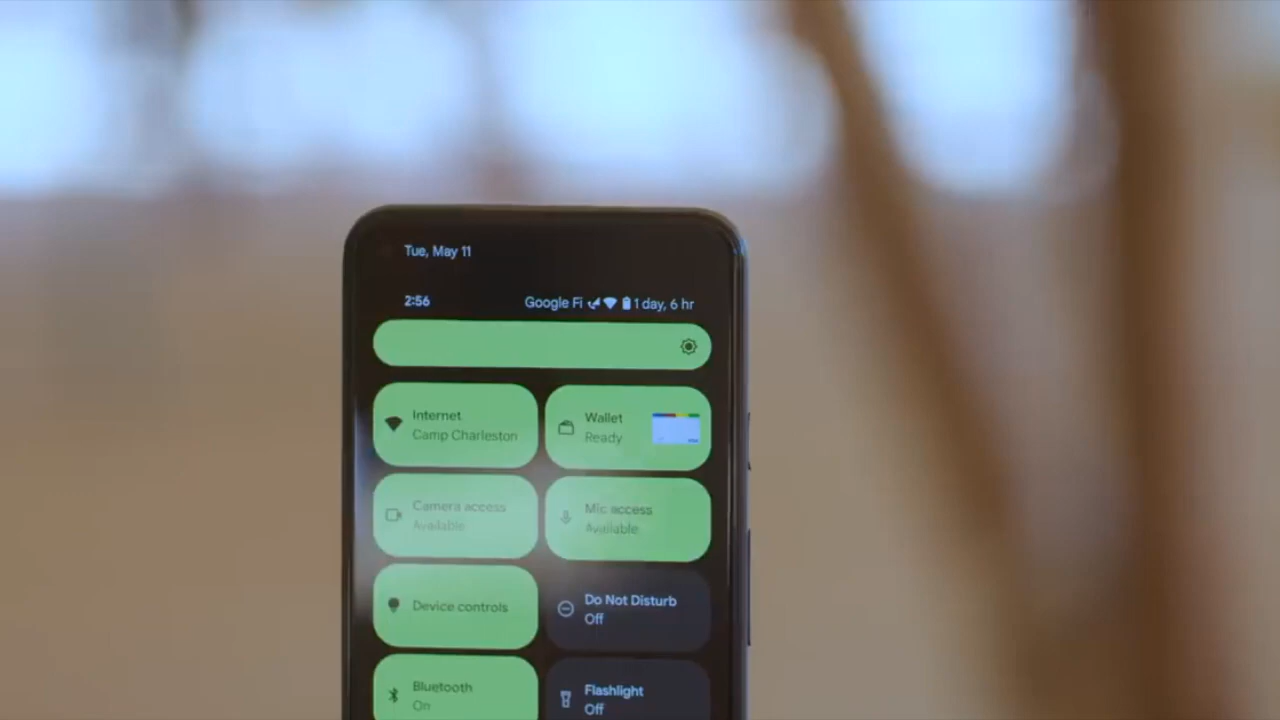 Tue, May 11
2:56
Google Fi
1 day, 6 hr
Internet
Camp Charleston
Wallet
Ready
Camera access
Available
Mic access
Available
Device controls
Do Not Disturb
Off
Bluetooth
On
Flashlight
Off